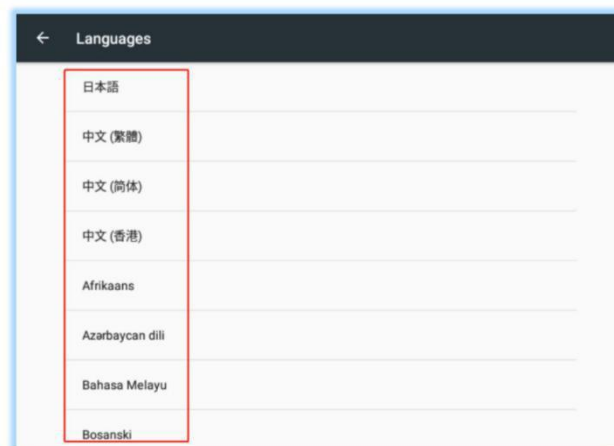 Languages
日本語
中文 (繁體)
中文 (简体)
中文 (香港)
Afrikaans
Azərbaycan dili
Bahasa Melayu
Bosanski